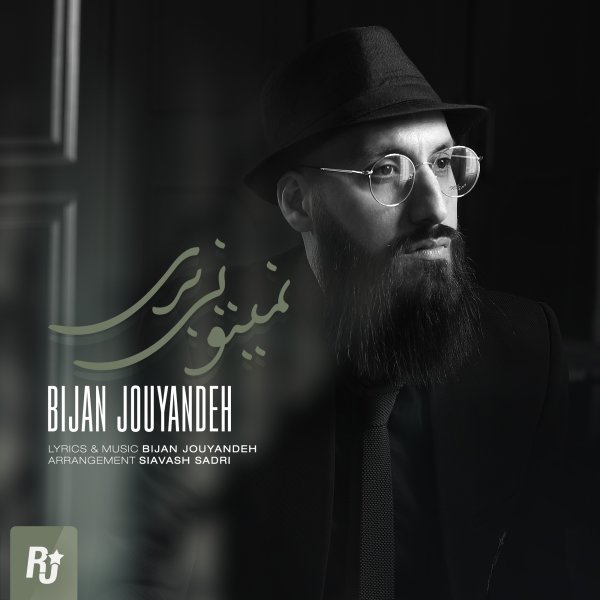 نمیتونی بری
BIJAN JOUYANDEH
LYRICS & MUSIC BIJAN JOUYANDEH
ARRANGEMENT SIAVASH SADRI
RJ